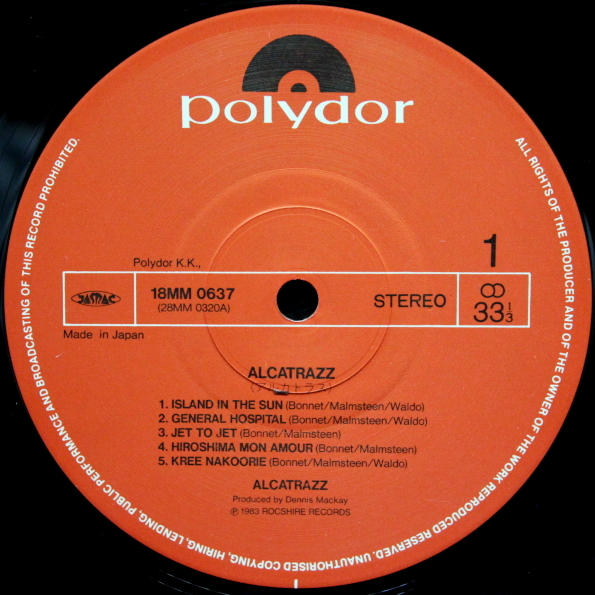 polydor
ALL RIGHTS OF THE PRODUCER AND OF THE OWNER OF THE WORK REPRODUCED RESERVED. UNAUTHORISED COPYING, HIRING, LENDING, PUBLIC PERFORMANCE AND BROADCASTING OF THIS RECORD PROHIBITED.
1
Polydor K.K.,
JASRAC
18MM 0637
(28MM 0320A)
STEREO
33 1/3
Made in Japan
ALCATRAZZ
(アルカトラス)
1. ISLAND IN THE SUN (Bonnet/Malmsteen/Waldo)
2. GENERAL HOSPITAL (Bonnet/Malmsteen/Waldo)
3. JET TO JET (Bonnet/Malmsteen)
4. HIROSHIMA MON AMOUR (Bonnet/Malmsteen)
5. KREE NAKOORIE (Bonnet/Malmsteen/Waldo)
ALCATRAZZ
Produced by Dennis Mackay
℗ 1983 ROCSHIRE RECORDS